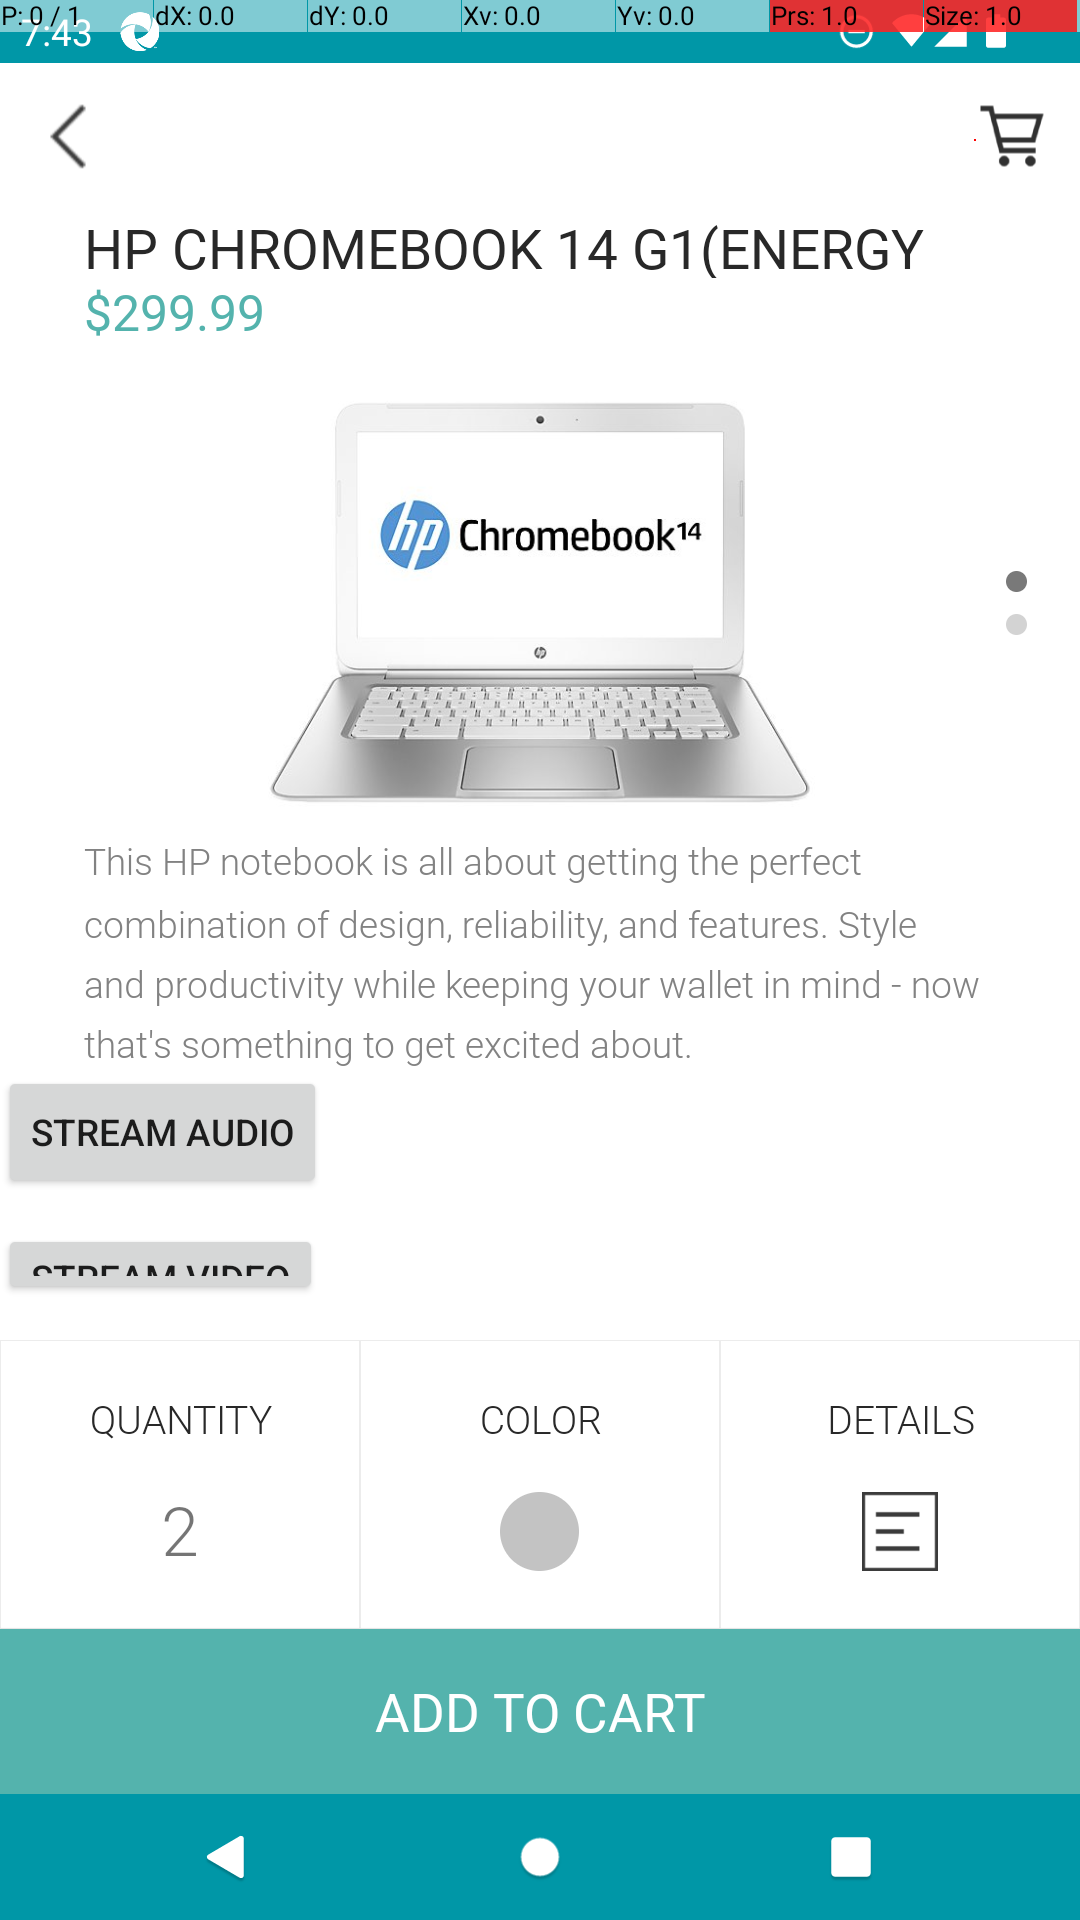 P: 0 / 1 dX: 0.0 dY: 0.0 Xv: 0.0 Yv: 0.0 Prs: 1.0 Size: 1.0
7:43
HP CHROMEBOOK 14 G1(ENERGY
$299.99
hp Chromebook14
hp
This HP notebook is all about getting the perfect
combination of design, reliability, and features. Style
and productivity while keeping your wallet in mind - now
that's something to get excited about.
STREAM AUDIO
STREAM VIDEO
QUANTITY COLOR DETAILS
2
ADD TO CART